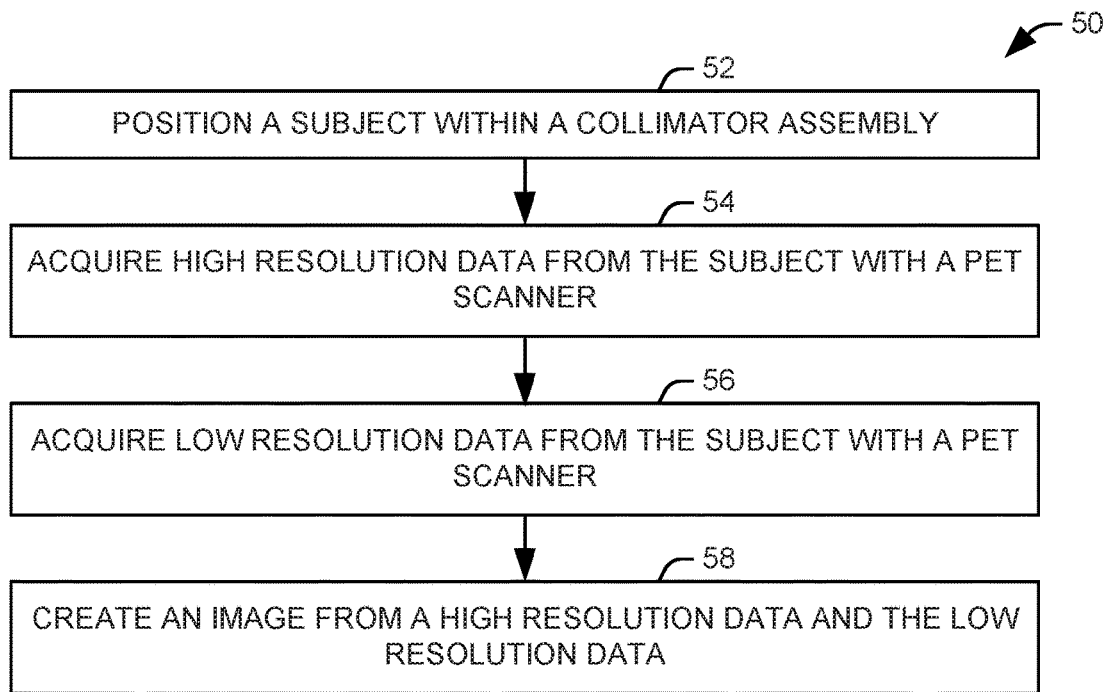 50
52
POSITION A SUBJECT WITHIN A COLLIMATOR ASSEMBLY
54
ACQUIRE HIGH RESOLUTION DATA FROM THE SUBJECT WITH A PET
SCANNER
56
ACQUIRE LOW RESOLUTION DATA FROM THE SUBJECT WITH A PET
SCANNER
58
CREATE AN IMAGE FROM A HIGH RESOLUTION DATA AND THE LOW
RESOLUTION DATA